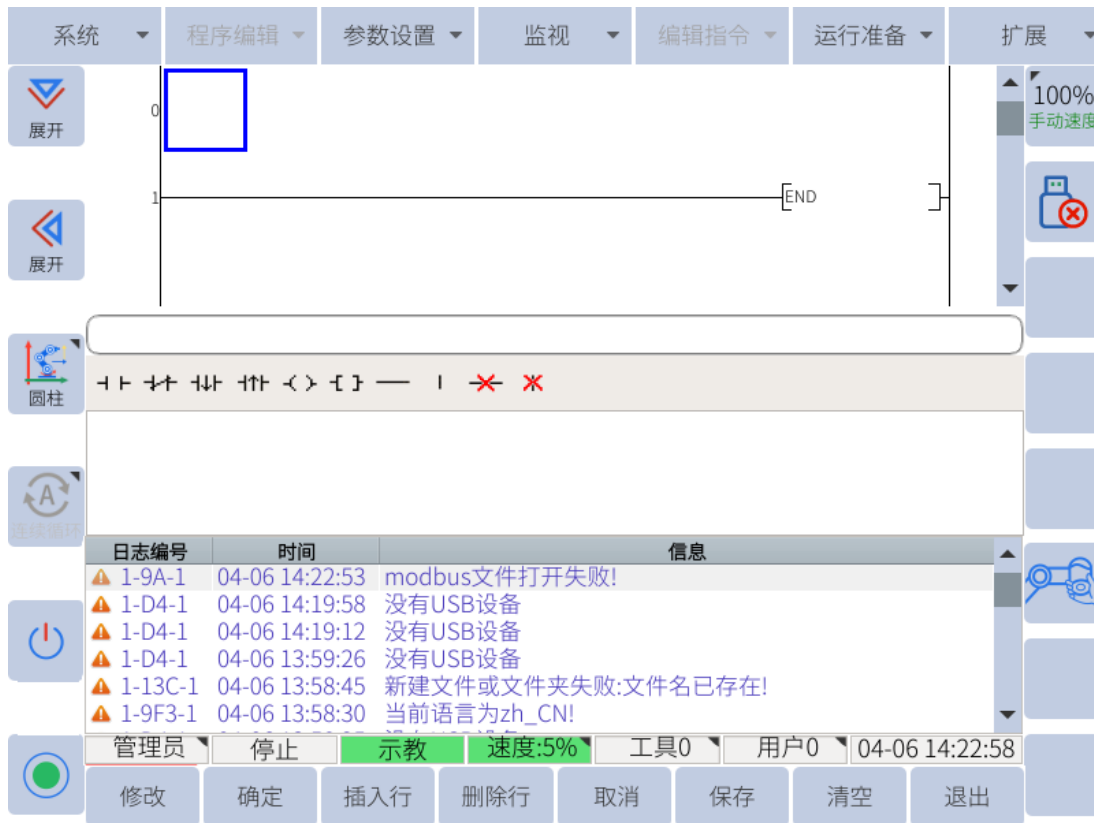 系统 程序编辑 参数设置 监视 编辑指令 运行准备 扩展
展开
0
100%
手动速度
1 END
展开
圆柱
A
连续循环
日志编号 时间 信息
1-9A-1 04-06 14:22:53 modbus文件打开失败!
1-D4-1 04-06 14:19:58 没有USB设备
1-D4-1 04-06 14:19:12 没有USB设备
1-D4-1 04-06 13:59:26 没有USB设备
1-13C-1 04-06 13:58:45 新建文件或文件夹失败:文件名已存在!
1-9F3-1 04-06 13:58:30 当前语言为zh_CN!
管理员 停止 示教 速度:5% 工具0 用户0 04-06 14:22:58
修改 确定 插入行 删除行 取消 保存 清空 退出